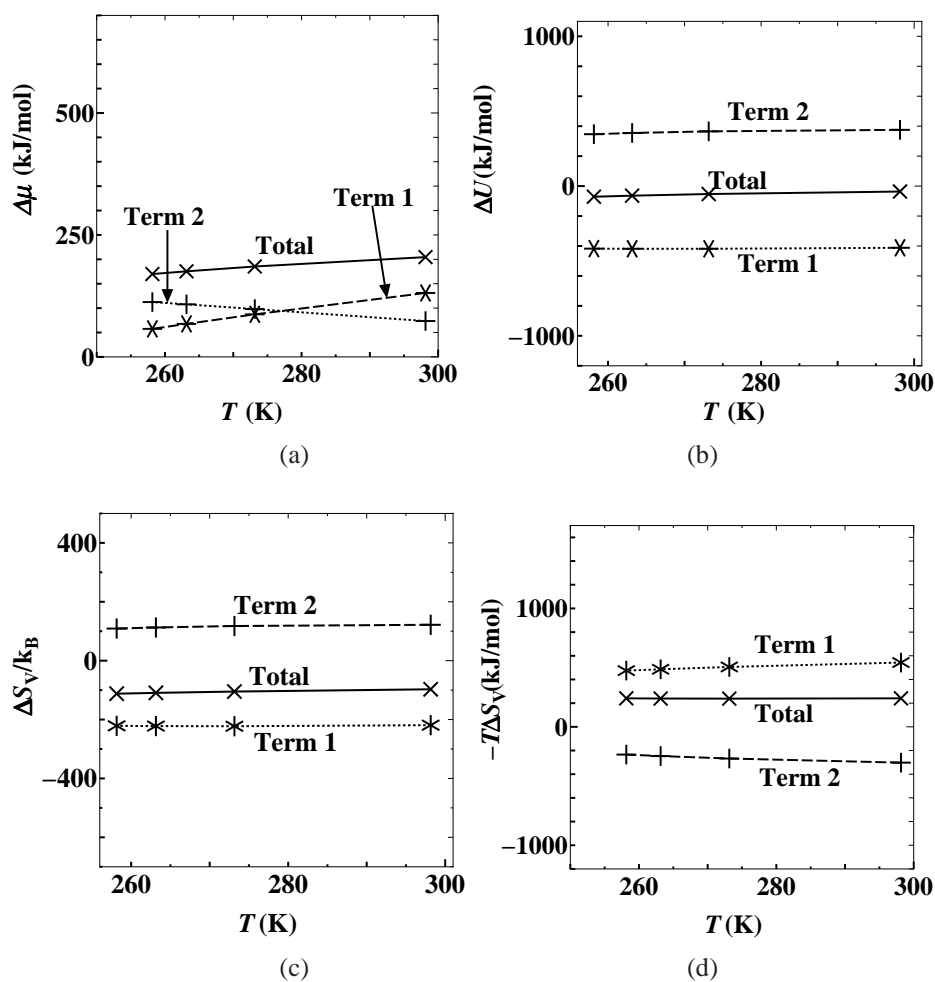 Δμ (kJ/mol)
500
250
0
Term 2
Term 1
Total
260
280
300
T (K)
(a)
ΔU(kJ/mol)
1000
0
−1000
Term 2
Total
Term 1
260
280
300
T (K)
(b)
ΔS_V/k_B
400
0
−400
Term 2
Total
Term 1
260
280
300
T (K)
(c)
−TΔS_V(kJ/mol)
1000
0
−1000
Term 1
Total
Term 2
260
280
300
T (K)
(d)